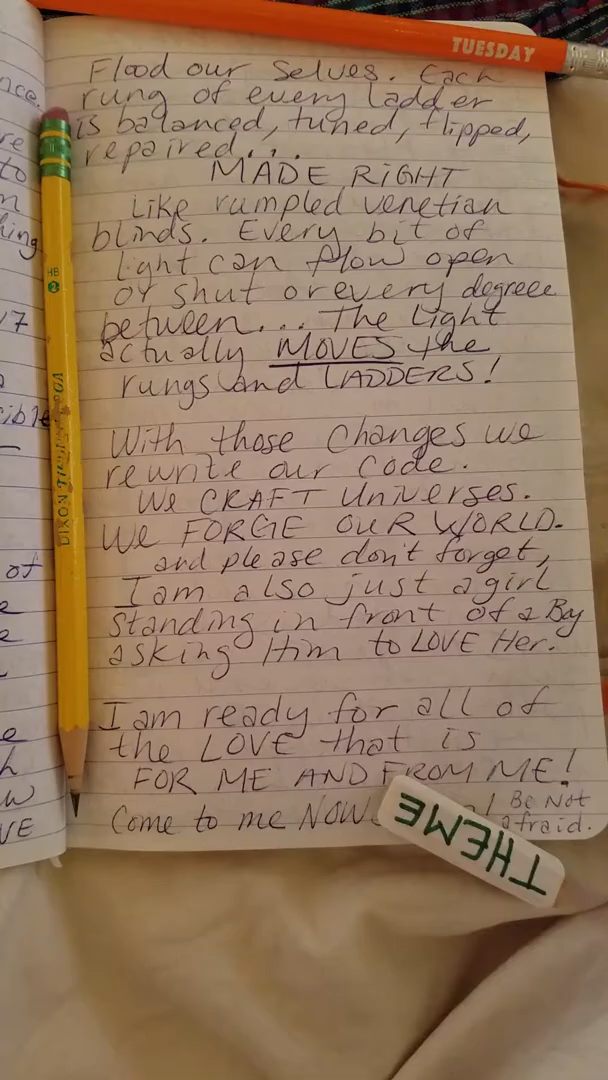 TUESDAY
Flood our selves. Each
rung of every ladder
is balanced, tuned, flipped,
repaired...
MADE RIGHT
Like rumpled venetian
blinds. Every bit of
Light can flow open
or shut or every degree
between... The Light
actually MOVES the
rungs and LADDERS!
With those changes we
rewrite our code.
We CRAFT Universes.
We FORGE OUR WORLD.
and please don't forget,
I am also just a girl
standing in front of a Boy
asking Him to LOVE Her.
I am ready for all of
the LOVE that is
FOR ME AND FROM ME!
Come to me NOW
Be Not
afraid.
THEME
HB
2
DIXON
nce.
to
17
of
VE